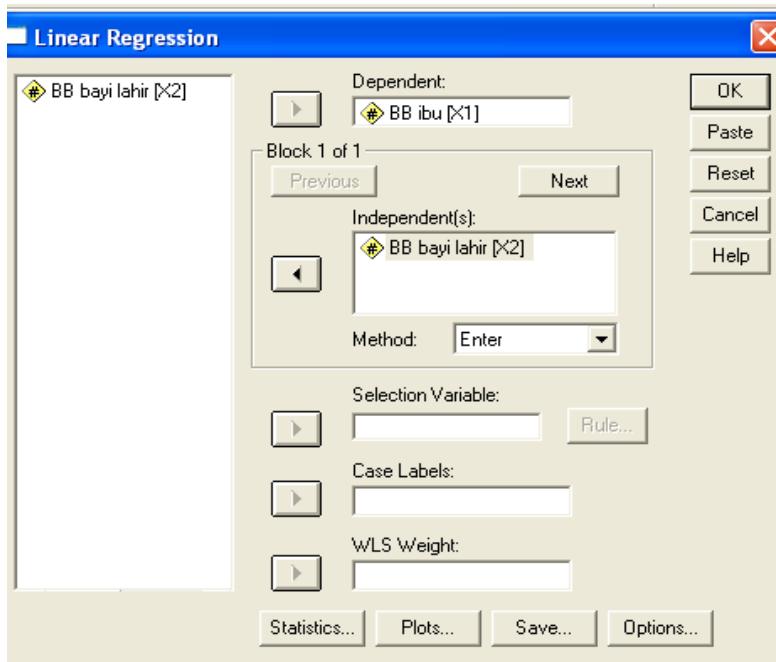 Linear Regression
BB bayi lahir [X2]
Dependent:
BB ibu [X1]
Block 1 of 1
Previous
Next
Independent(s):
BB bayi lahir [X2]
Method:
Enter
Selection Variable:
Rule...
Case Labels:
WLS Weight:
Statistics...
Plots...
Save...
Options...
OK
Paste
Reset
Cancel
Help